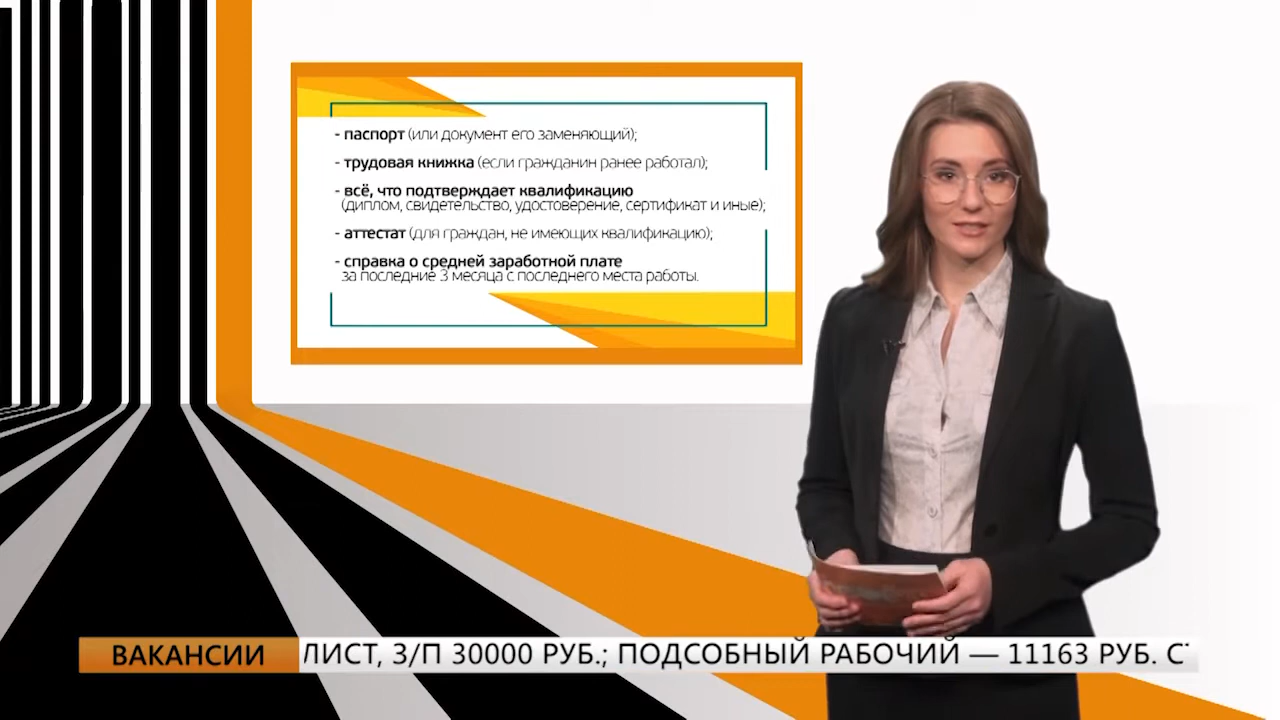 - паспорт (или документ его заменяющий);
- трудовая книжка (если гражданин ранее работал);
- всё, что подтверждает квалификацию
(диплом, свидетельство, удостоверение, сертификат и иные);
- аттестат (для граждан, не имеющих квалификацию);
- справка о средней заработной плате
за последние 3 месяца с последнего места работы.
ВАКАНСИИ
ЛИСТ, З/П 30000 РУБ.; ПОДСОБНЫЙ РАБОЧИЙ — 11163 РУБ. С